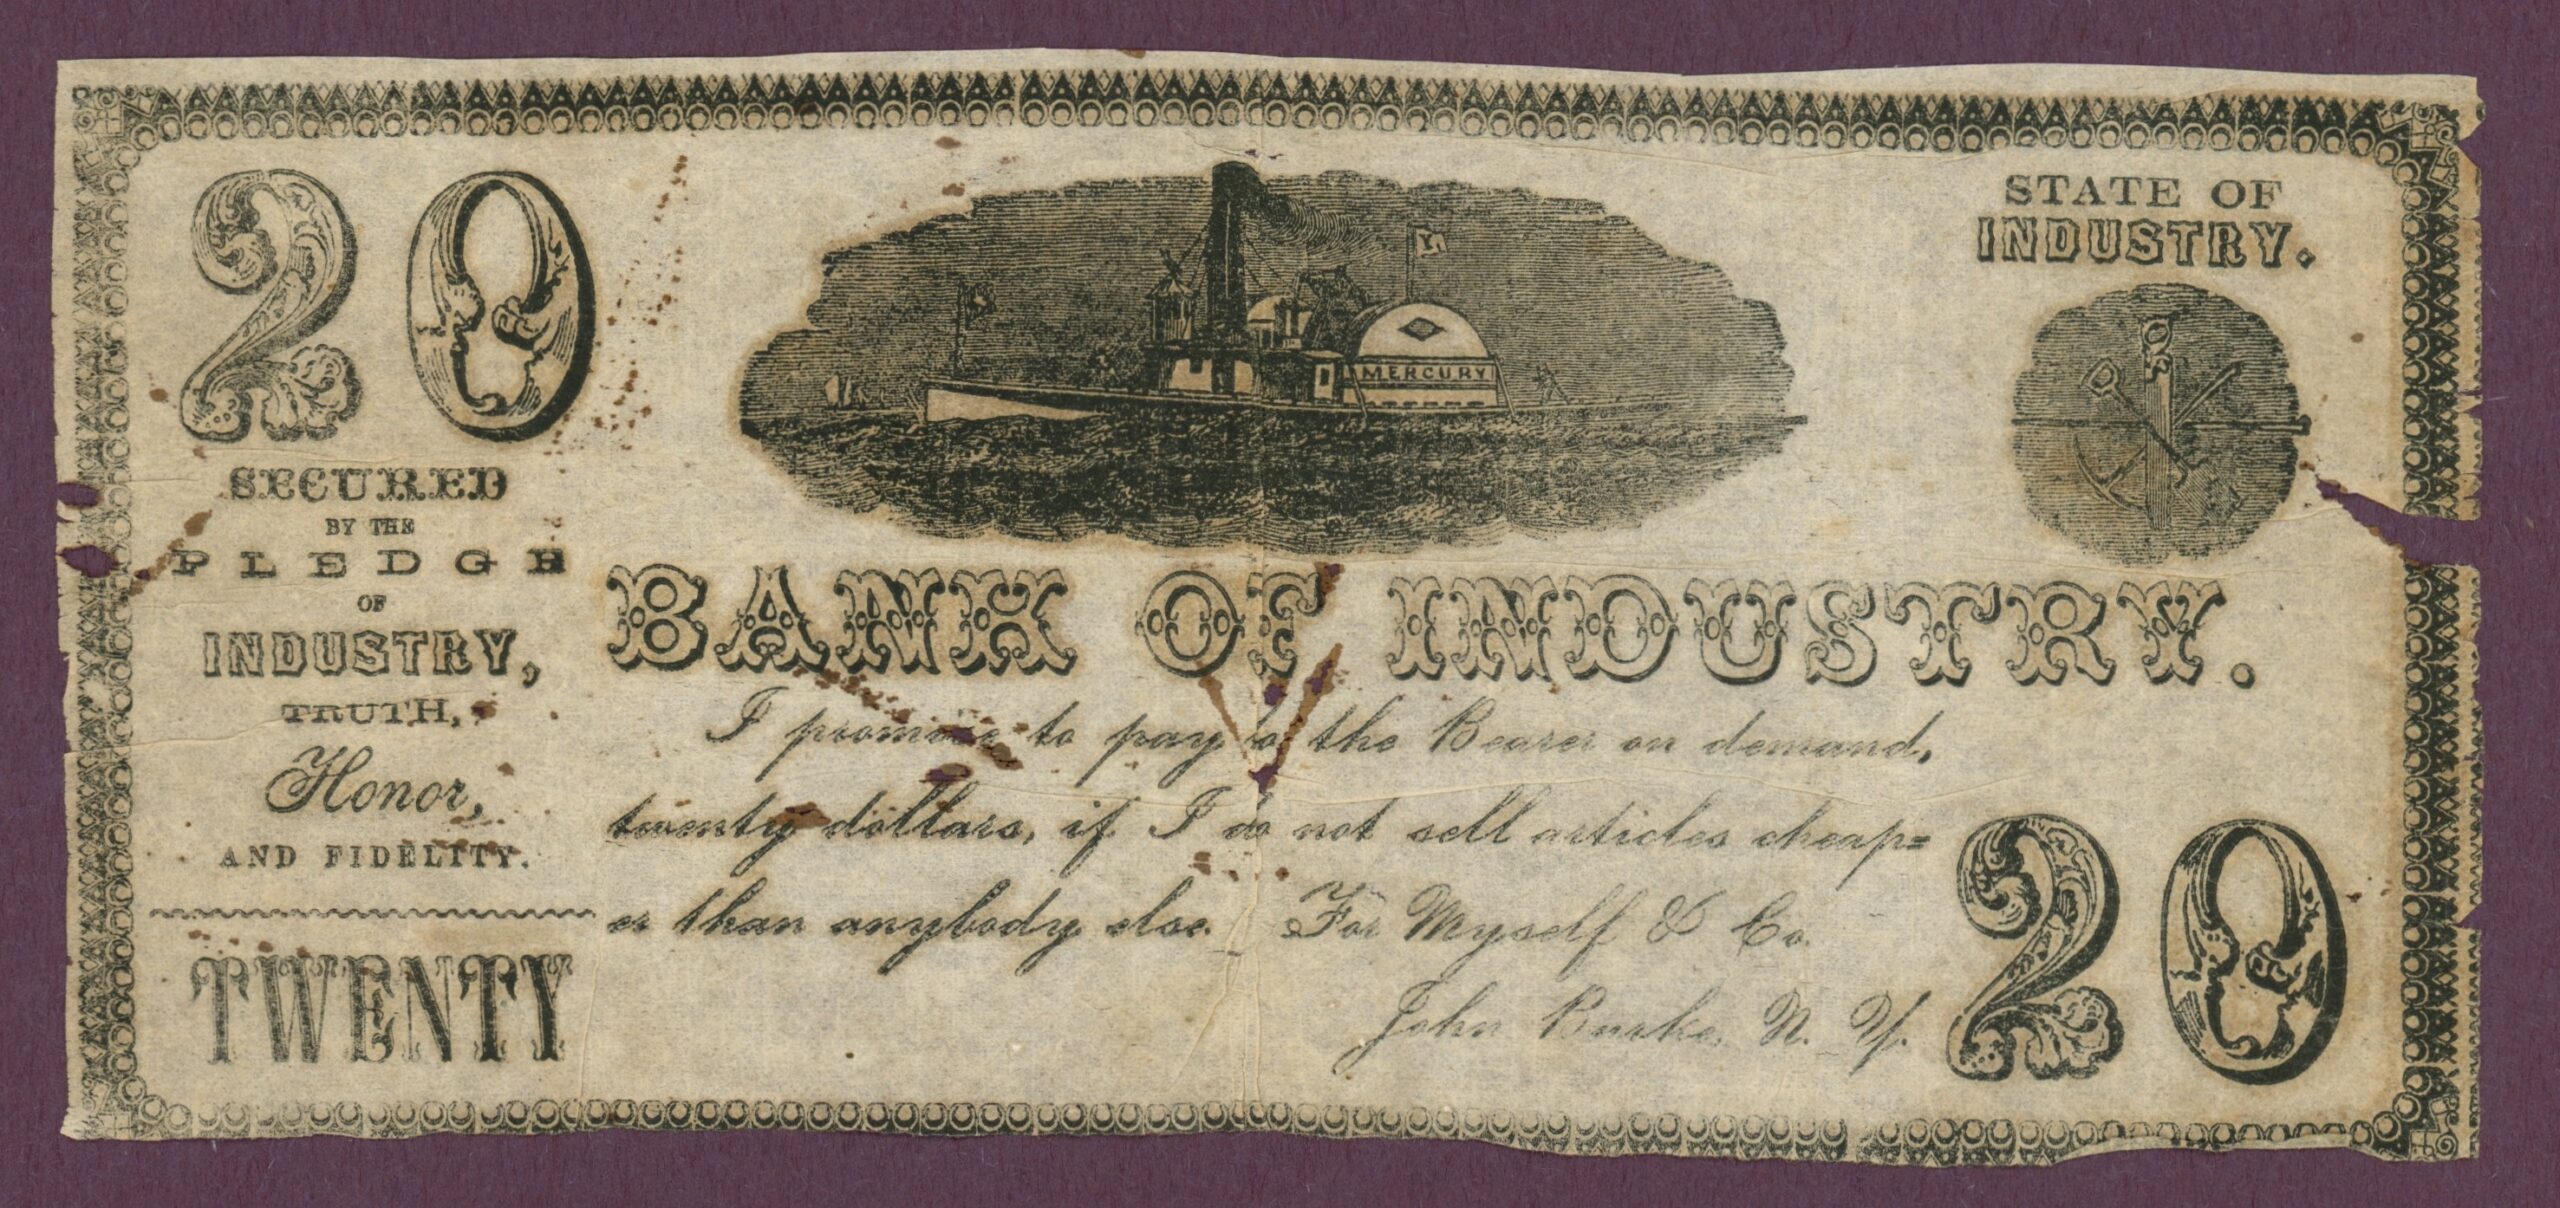 20
SECURED
BY THE
PLEDGE
OF
INDUSTRY,
TRUTH,
Honor,
AND FIDELITY.
TWENTY
MERCURY
STATE OF
INDUSTRY.
BANK OF INDUSTRY.
I promise to pay to the Bearer on demand,
twenty dollars, if I do not sell articles cheap=
er than anybody else. For Myself & Co.
John Burke, N. Y.
20